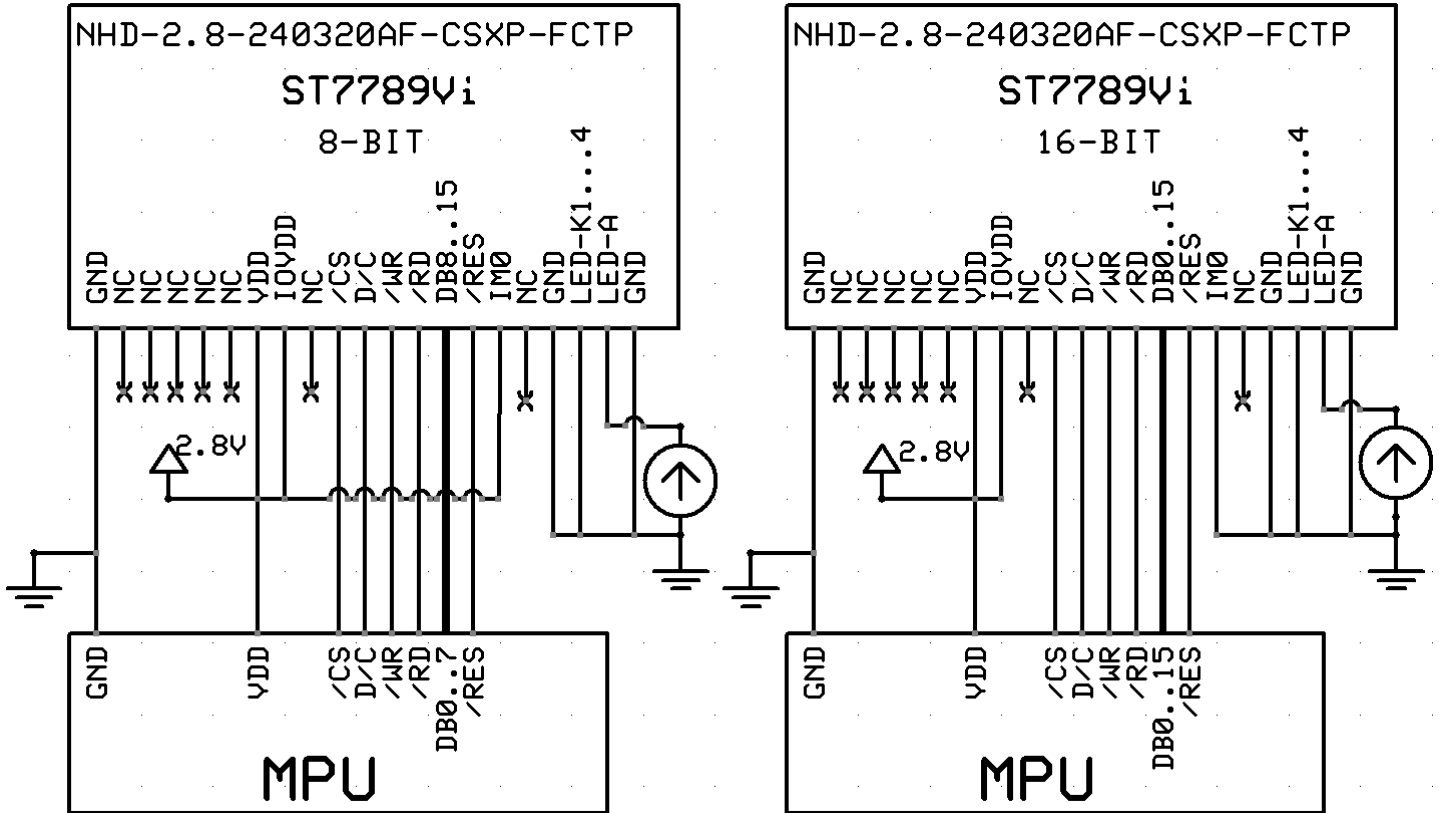 NHD-2.8-240320AF-CSXP-FCTP
ST7789Vi
8-BIT
GND
NC
NC
NC
NC
NC
VDD
IOVDD
NC
/CS
D/C
/WR
/RD
DB8..15
/RES
IM0
NC
GND
LED-K1...4
LED-A
GND
2.8V
GND
VDD
/CS
D/C
/WR
/RD
DB0..7
/RES
MPU
NHD-2.8-240320AF-CSXP-FCTP
ST7789Vi
16-BIT
GND
NC
NC
NC
NC
NC
VDD
IOVDD
NC
/CS
D/C
/WR
/RD
DB0..15
/RES
IM0
NC
GND
LED-K1...4
LED-A
GND
2.8V
GND
VDD
/CS
D/C
/WR
/RD
DB0..15
/RES
MPU